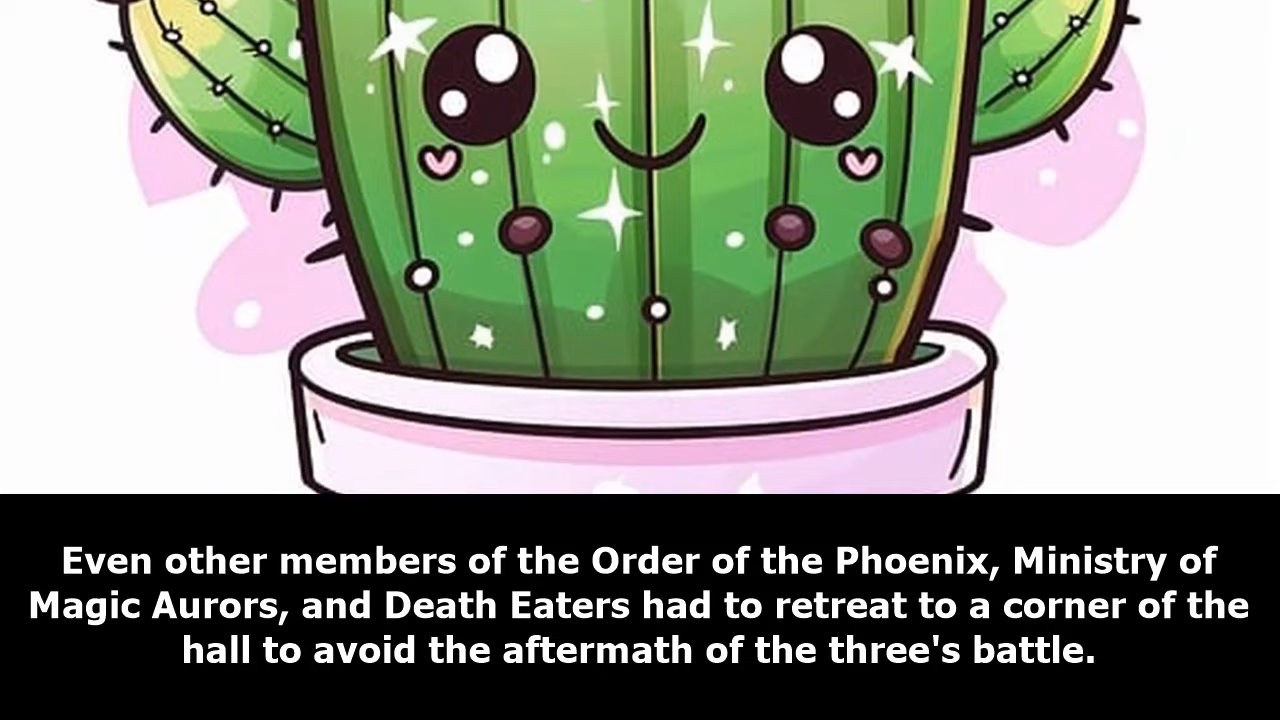 Even other members of the Order of the Phoenix, Ministry of
Magic Aurors, and Death Eaters had to retreat to a corner of the
hall to avoid the aftermath of the three's battle.